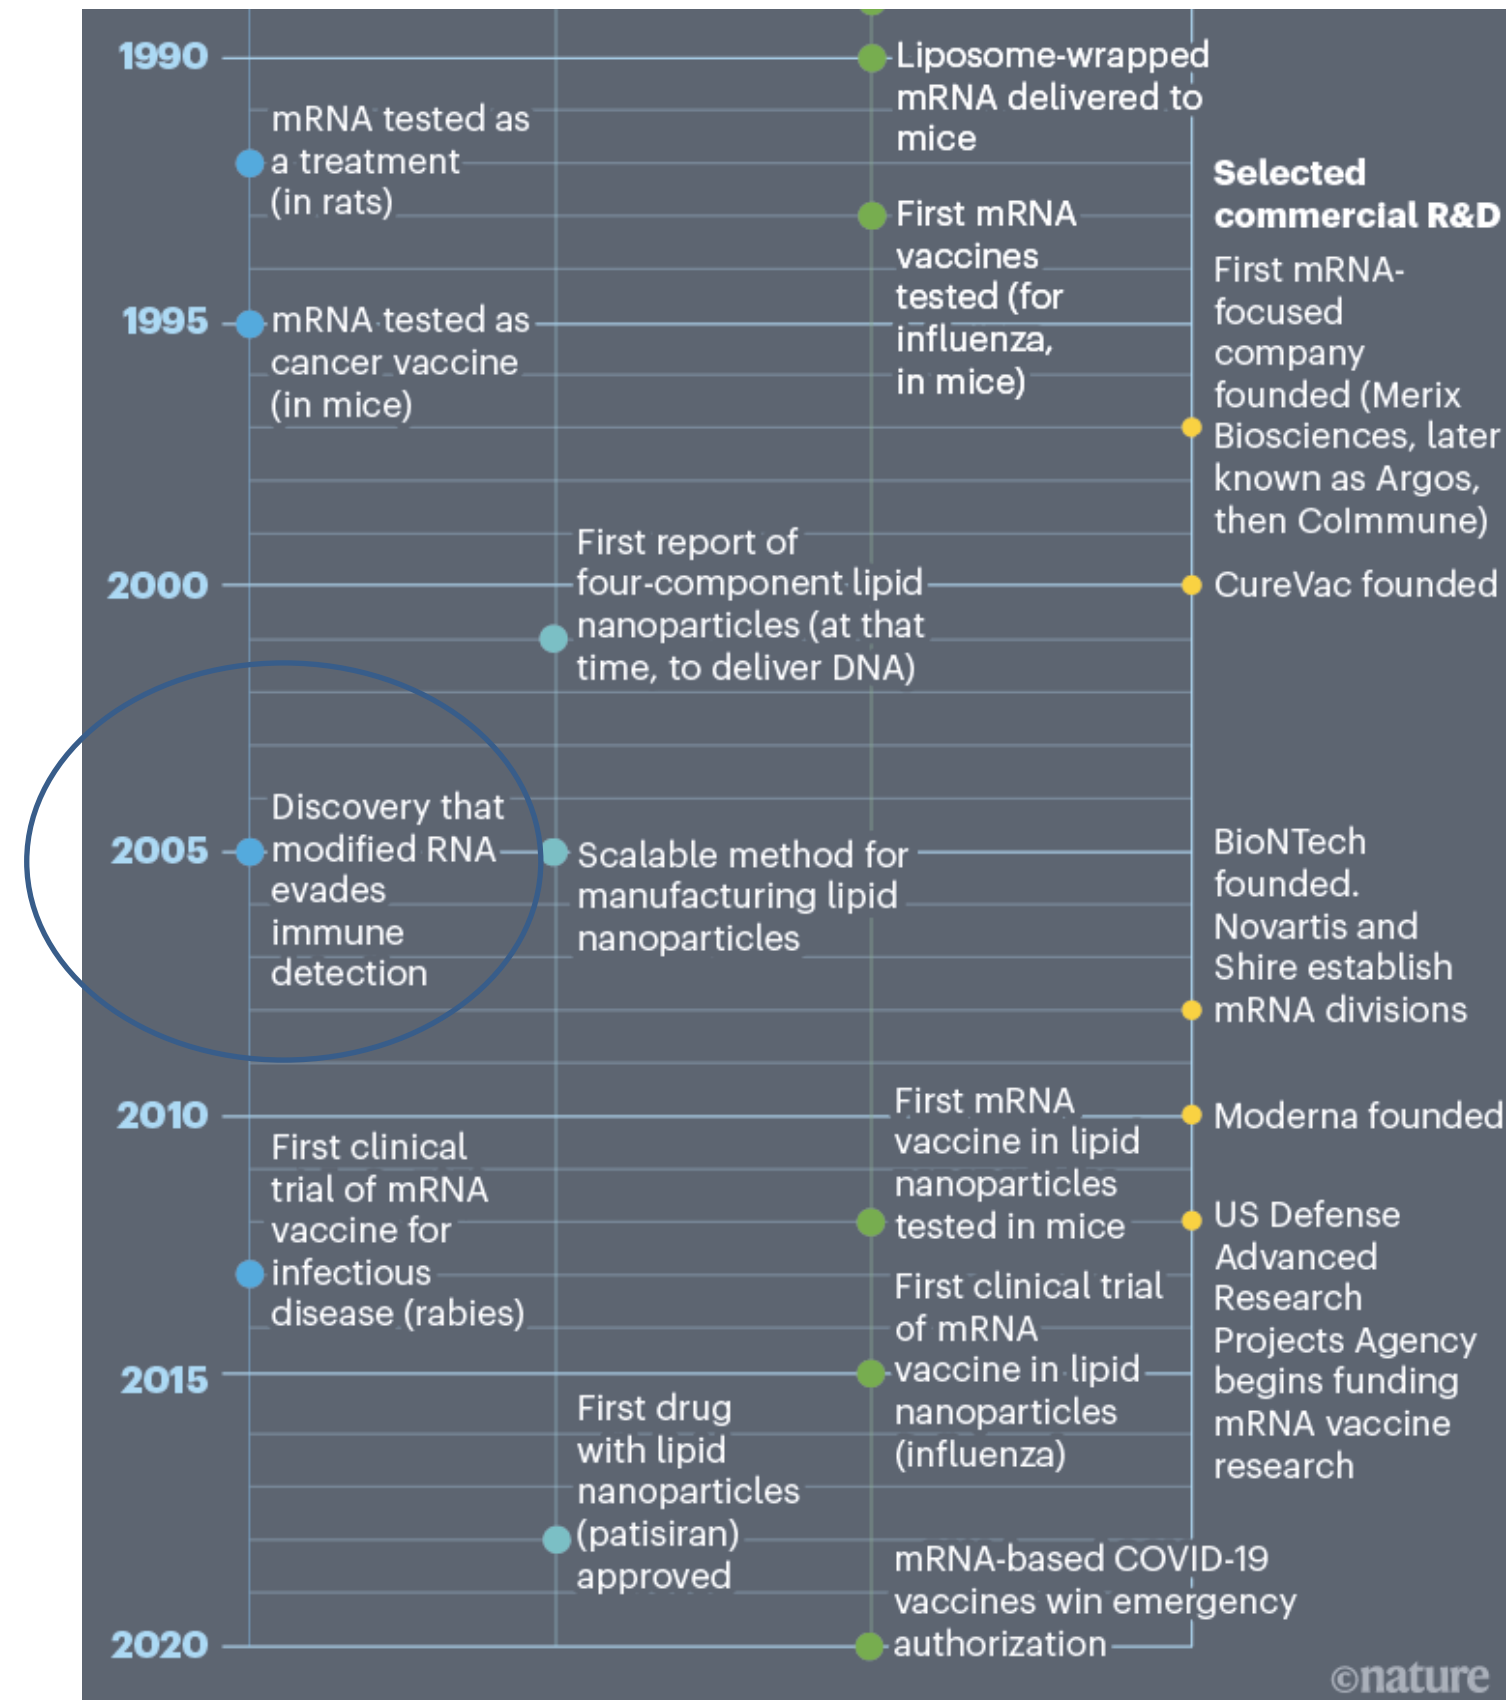 1990
Liposome-wrapped
mRNA delivered to
mice
mRNA tested as
a treatment
(in rats)
Selected
commercial R&D
First mRNA
vaccines
tested (for
influenza,
in mice)
First mRNA-
focused
company
founded (Merix
Biosciences, later
known as Argos,
then CoImmune)
1995
mRNA tested as
cancer vaccine
(in mice)
First report of
four-component lipid
nanoparticles (at that
time, to deliver DNA)
2000
CureVac founded
Discovery that
modified RNA
evades
immune
detection
2005
Scalable method for
manufacturing lipid
nanoparticles
BioNTech
founded.
Novartis and
Shire establish
mRNA divisions
2010
First mRNA
vaccine in lipid
nanoparticles
tested in mice
Moderna founded
First clinical
trial of mRNA
vaccine for
infectious
disease (rabies)
US Defense
Advanced
Research
Projects Agency
begins funding
mRNA vaccine
research
First clinical trial
of mRNA
vaccine in lipid
nanoparticles
(influenza)
2015
First drug
with lipid
nanoparticles
(patisiran)
approved
mRNA-based COVID-19
vaccines win emergency
authorization
2020
©nature